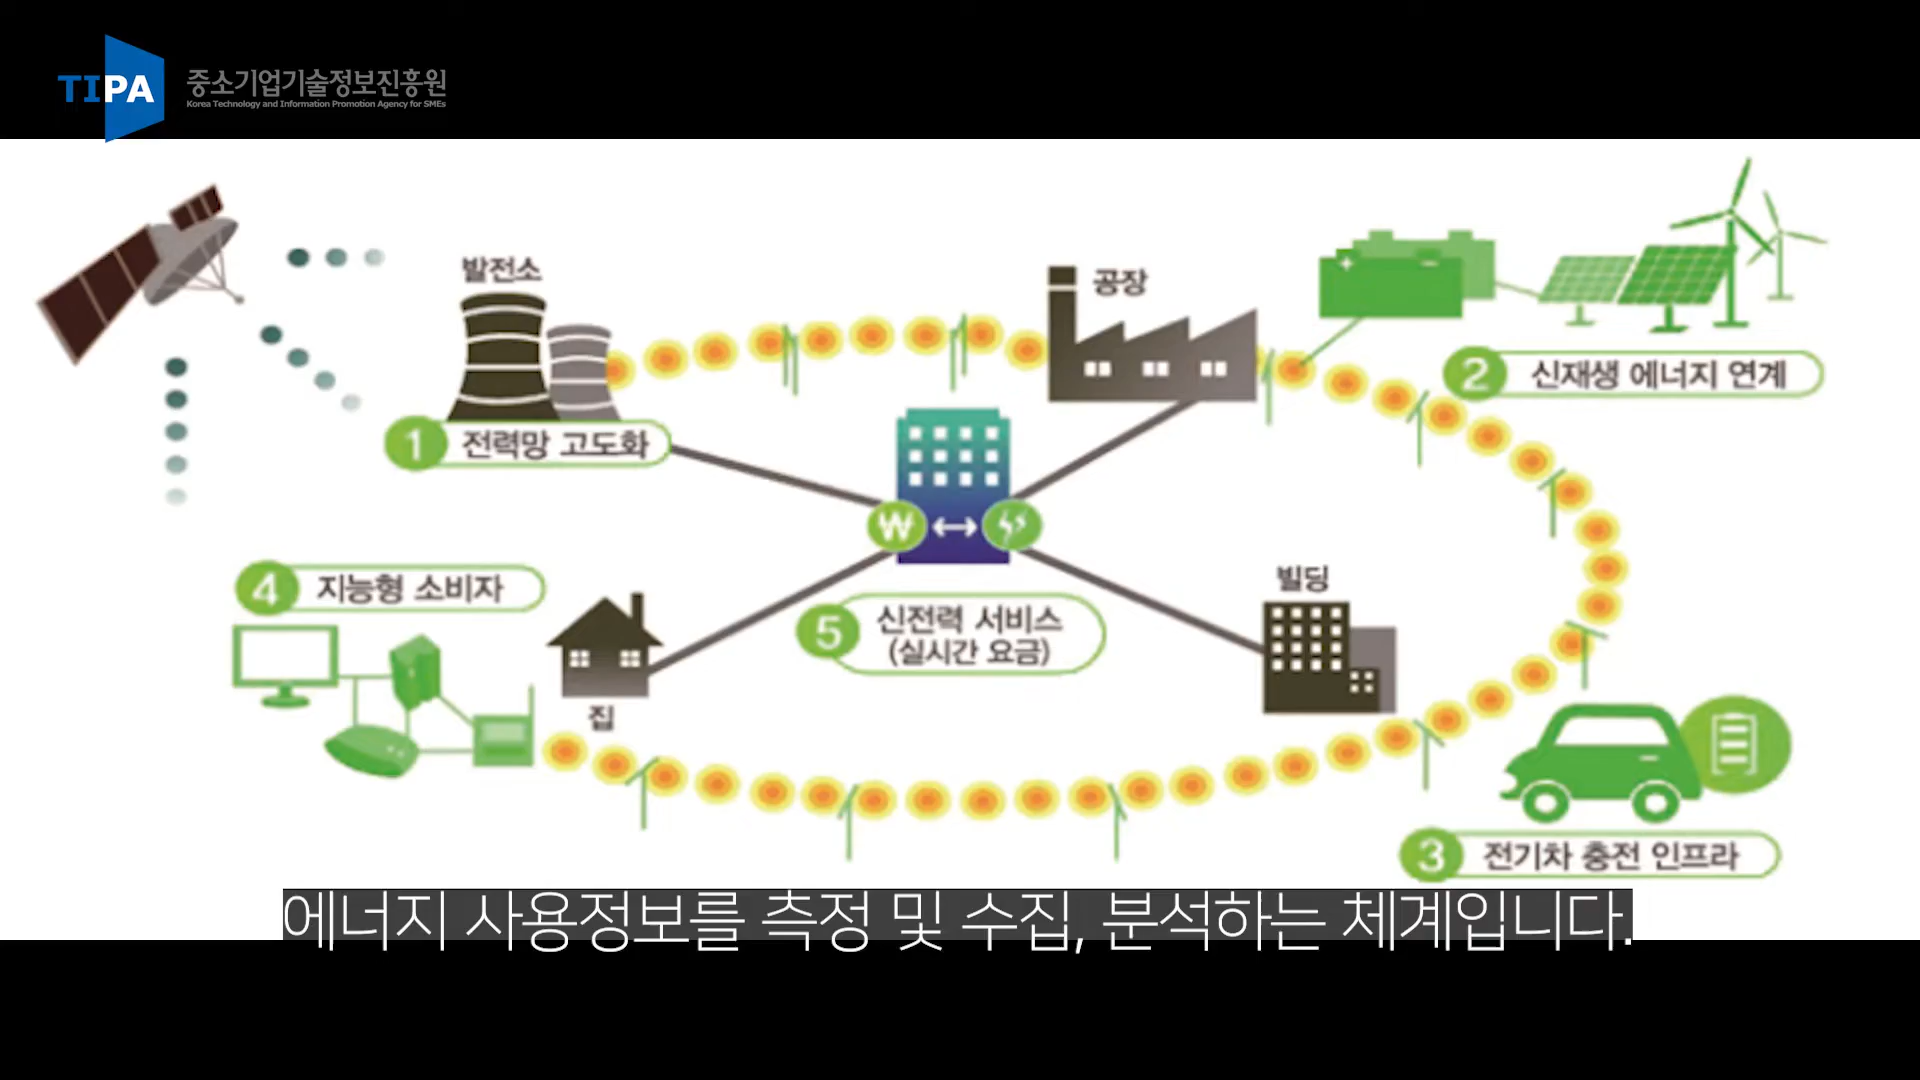 TIPA 중소기업기술정보진흥원
Korea Technology and Information Promotion Agency for SMEs
발전소
공장
1 전력망 고도화
2 신재생 에너지 연계
₩
4 지능형 소비자
빌딩
5 신전력 서비스
(실시간 요금)
집
3 전기차 충전 인프라
에너지 사용정보를 측정 및 수집, 분석하는 체계입니다.